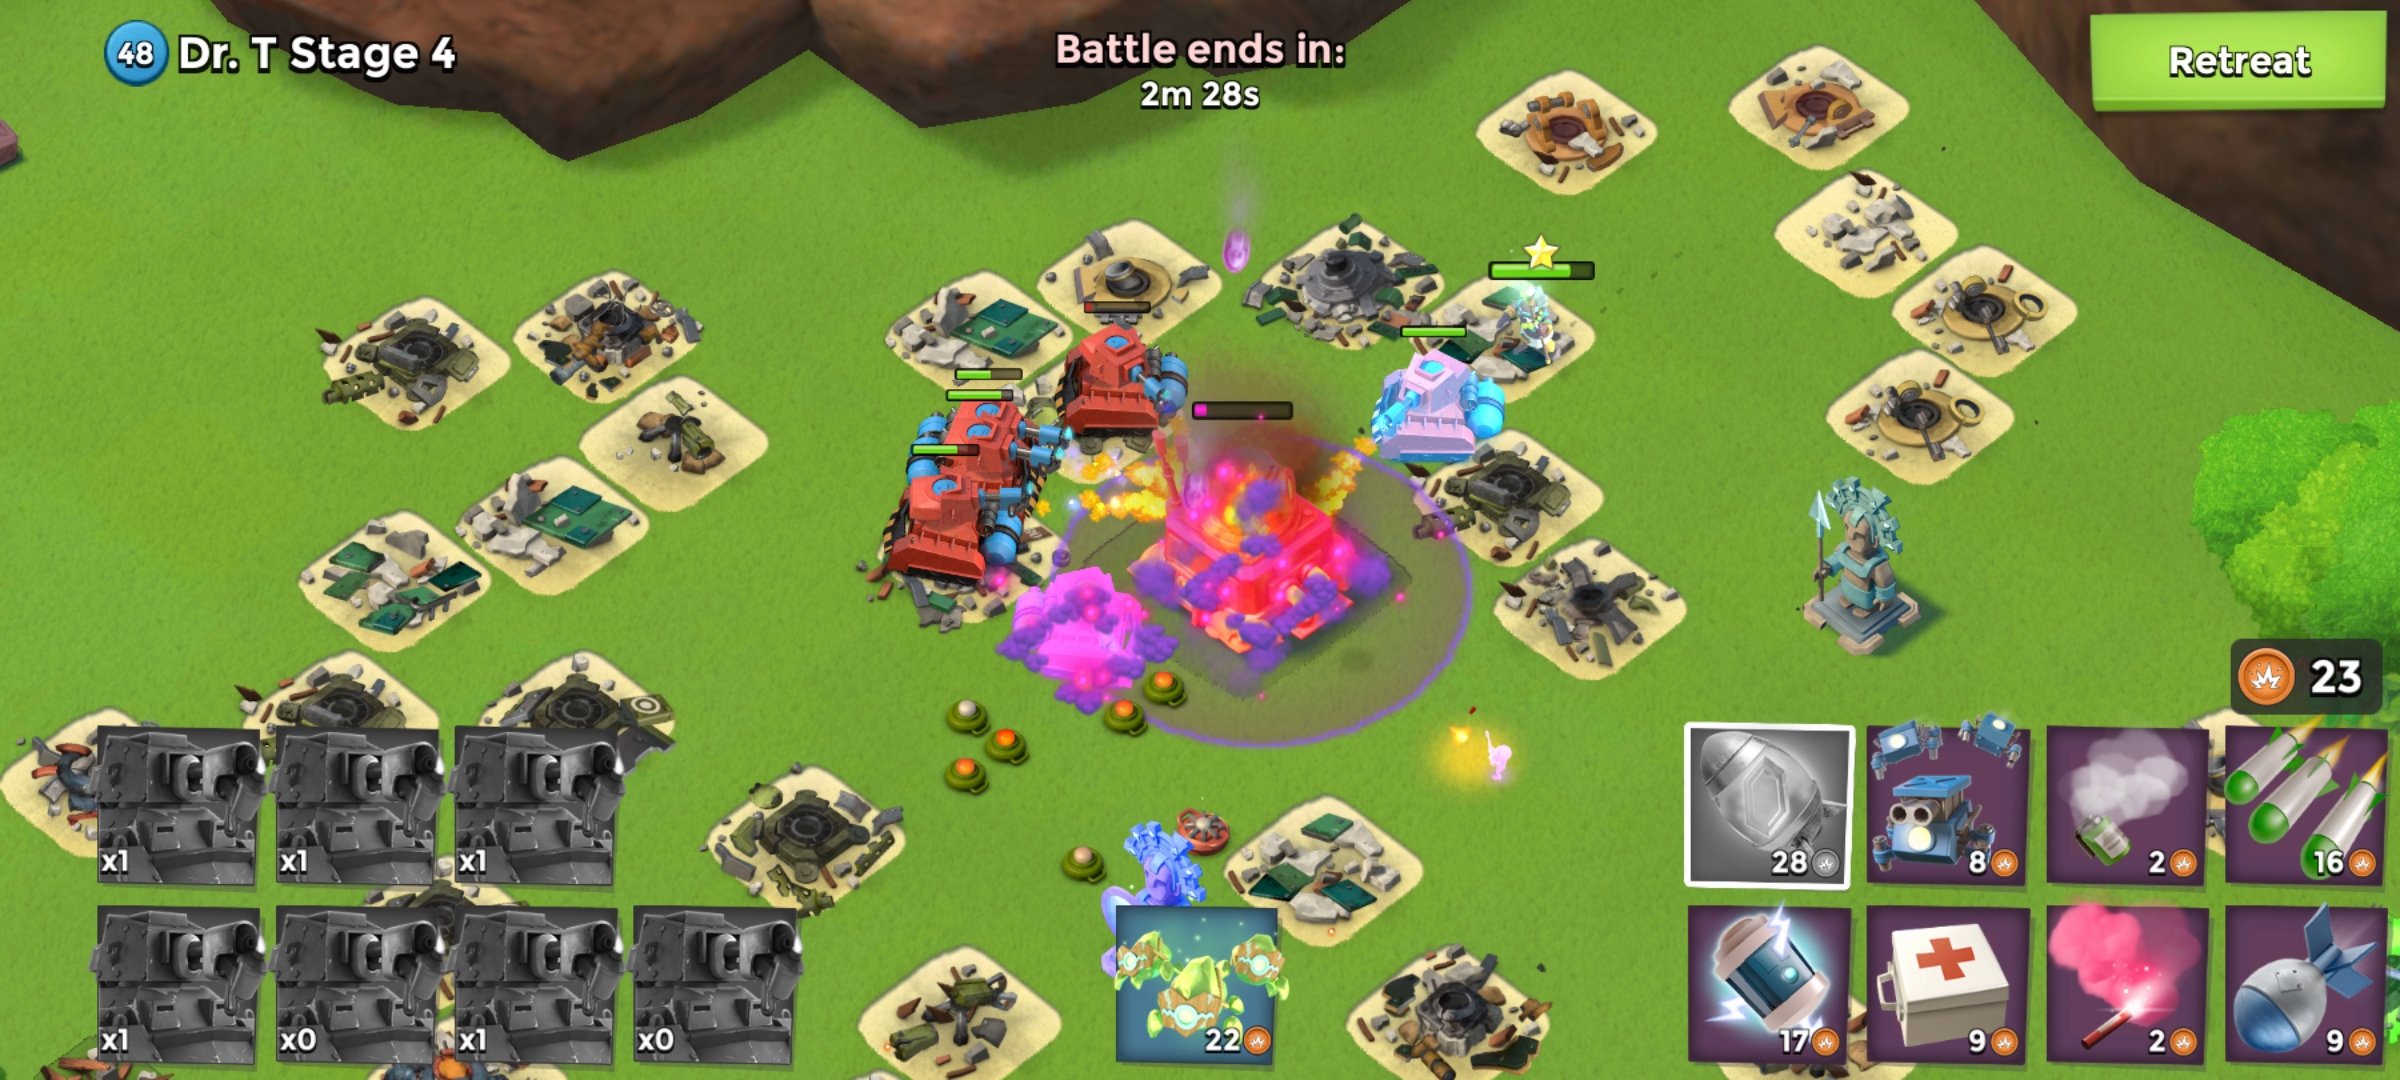 48 Dr. T Stage 4
Battle ends in:
2m 28s
Retreat
23
x1 x1 x1
28 8 2 16
x1 x0 x1 x0
22
17 9 2 9